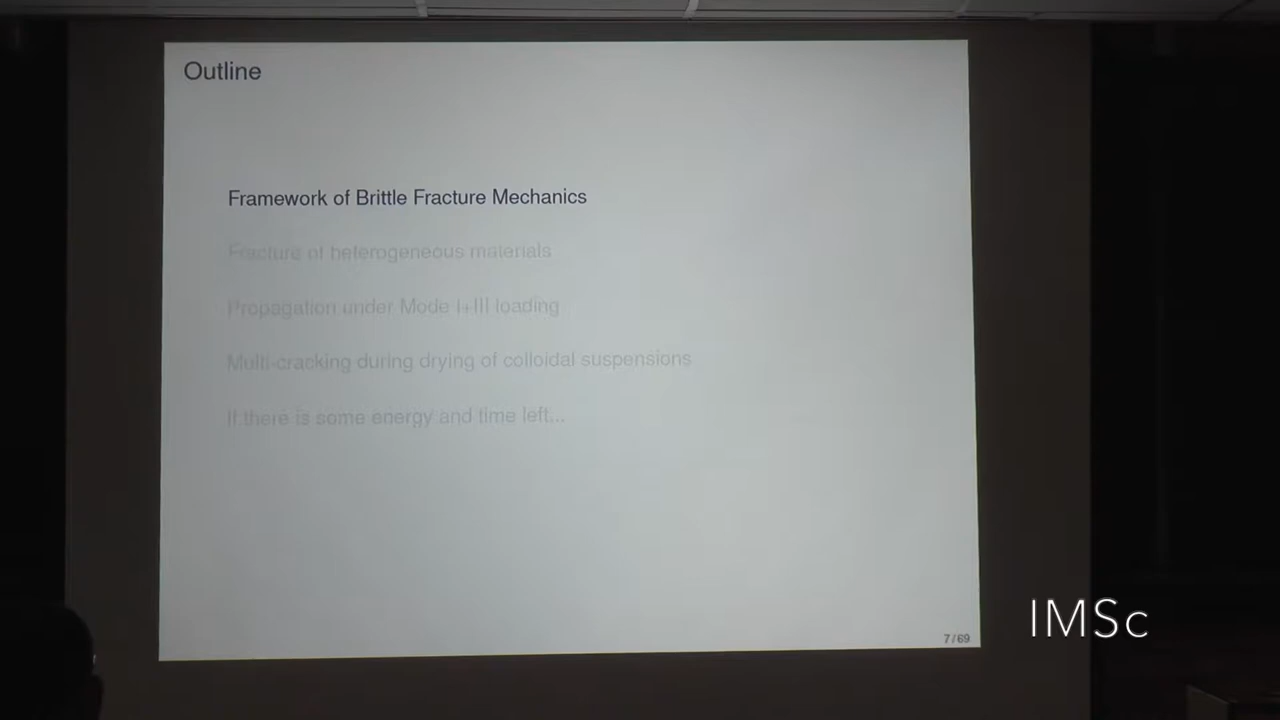 Outline
Framework of Brittle Fracture Mechanics
Fracture of heterogeneous materials
Propagation under Mode I+III loading
Multi-cracking during drying of colloidal suspensions
If there is some energy and time left...
7/69
IMSc